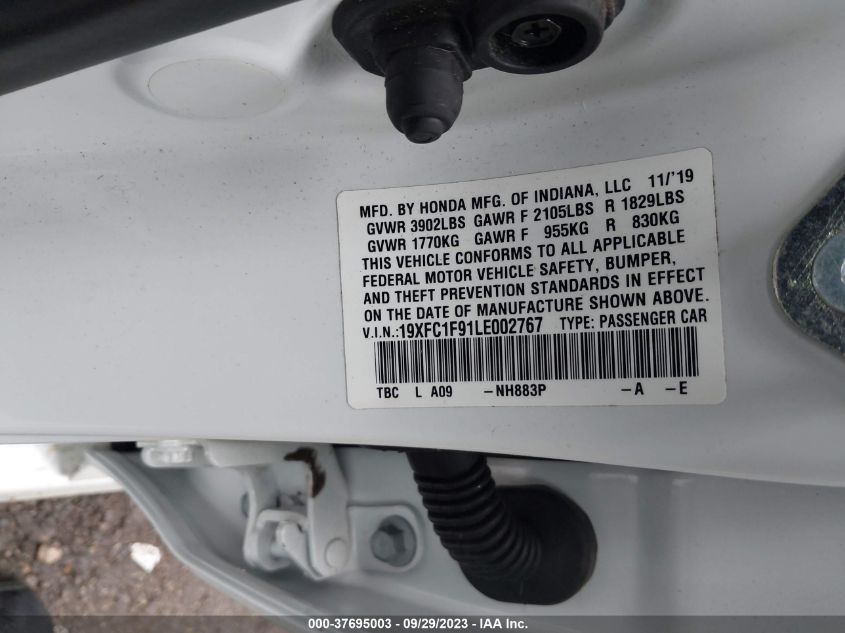 MFD. BY HONDA MFG. OF INDIANA, LLC 11/'19
GVWR 3902LBS GAWR F 2105LBS R 1829LBS
GVWR 1770KG GAWR F 955KG R 830KG
THIS VEHICLE CONFORMS TO ALL APPLICABLE
FEDERAL MOTOR VEHICLE SAFETY, BUMPER,
AND THEFT PREVENTION STANDARDS IN EFFECT
ON THE DATE OF MANUFACTURE SHOWN ABOVE.
V.I.N.:19XFC1F91LE002767 TYPE: PASSENGER CAR
TBC L A09 -NH883P -A -E
000-37695003 - 09/29/2023 - IAA Inc.